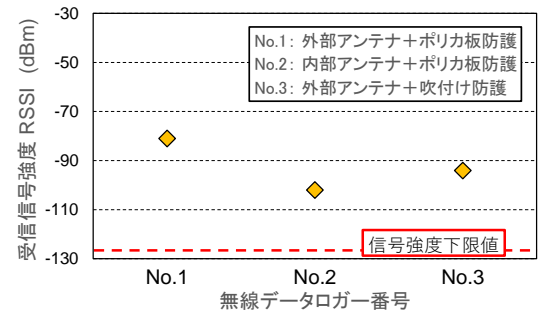 受信信号強度 RSSI (dBm)
-30
-50
-70
-90
-110
-130
No.1： 外部アンテナ＋ポリカ板防護
No.2： 内部アンテナ＋ポリカ板防護
No.3： 外部アンテナ＋吹付け防護
信号強度下限値
No.1 No.2 No.3
無線データロガー番号